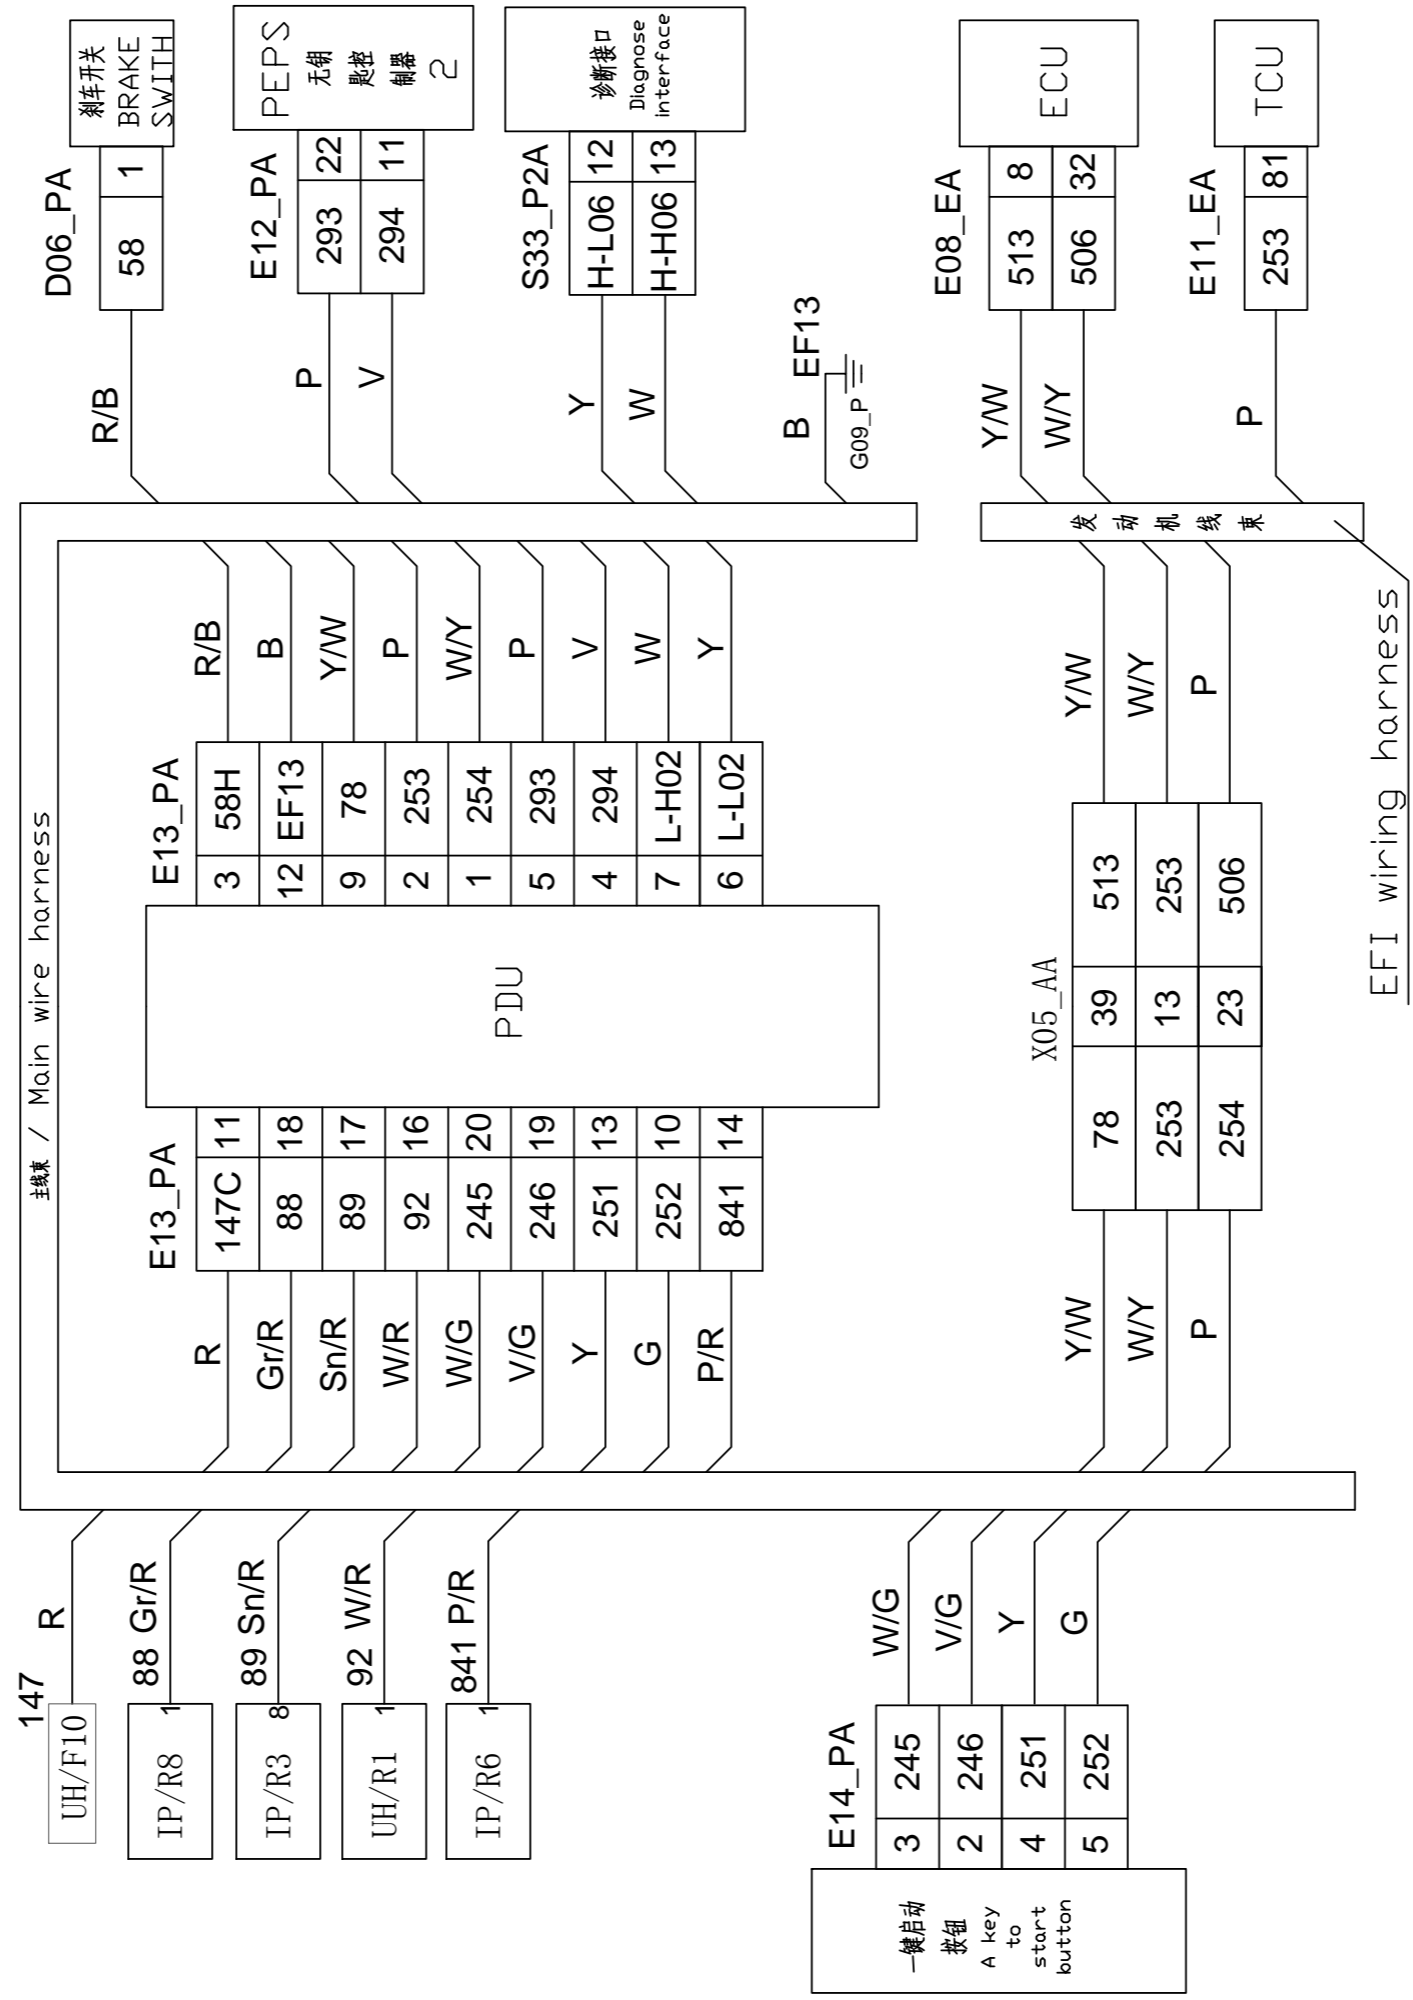 主线束 / Main wire harness
147
R
UH/F10
88 Gr/R
IP/R8
1
89 Sn/R
IP/R3
8
92 W/R
UH/R1
1
841 P/R
IP/R6
1
E14_PA
3 245 W/G
2 246 V/G
4 251 Y
5 252 G
一键启动
按钮
A key
to
start
button
E13_PA
R 147C 11
Gr/R 88 18
Sn/R 89 17
W/R 92 16
W/G 245 20
V/G 246 19
Y 251 13
G 252 10
P/R 841 14
PDU
E13_PA
3 58H R/B
12 EF13 B
9 78 Y/W
2 253 P
1 254 W/Y
5 293 P
4 294 V
7 L-H02 W
6 L-L02 Y
X05_AA
Y/W 78 39 513 Y/W
W/Y 253 13 253 W/Y
P 254 23 506 P
EFI wiring harness
发动机线束
D06_PA
R/B 58 1
刹车开关
BRAKE
SWITH
E12_PA
P 293 22
V 294 11
PEPS
无钥
匙控
制器
2
S33_P2A
Y H-L06 12
W H-H06 13
诊断接口
Diagnose
interface
B EF13
G09_P
E08_EA
Y/W 513 8
W/Y 506 32
ECU
E11_EA
P 253 81
TCU